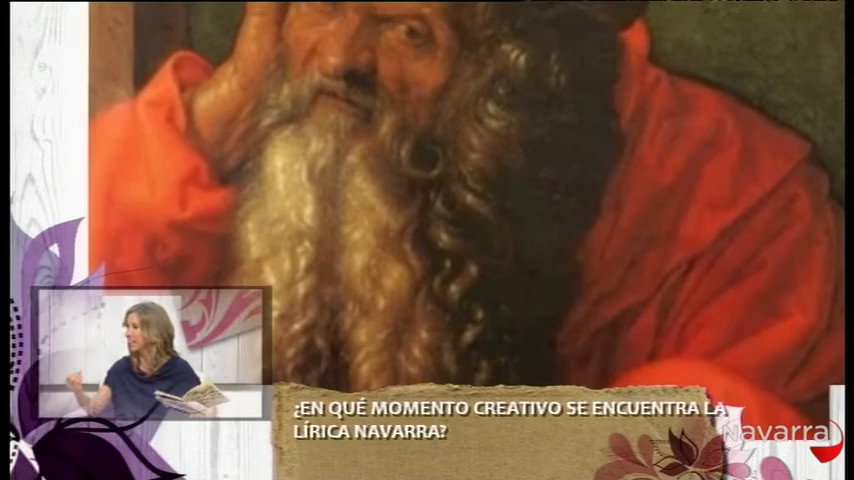 ¿EN QUÉ MOMENTO CREATIVO SE ENCUENTRA LA
LÍRICA NAVARRA?
Navarra